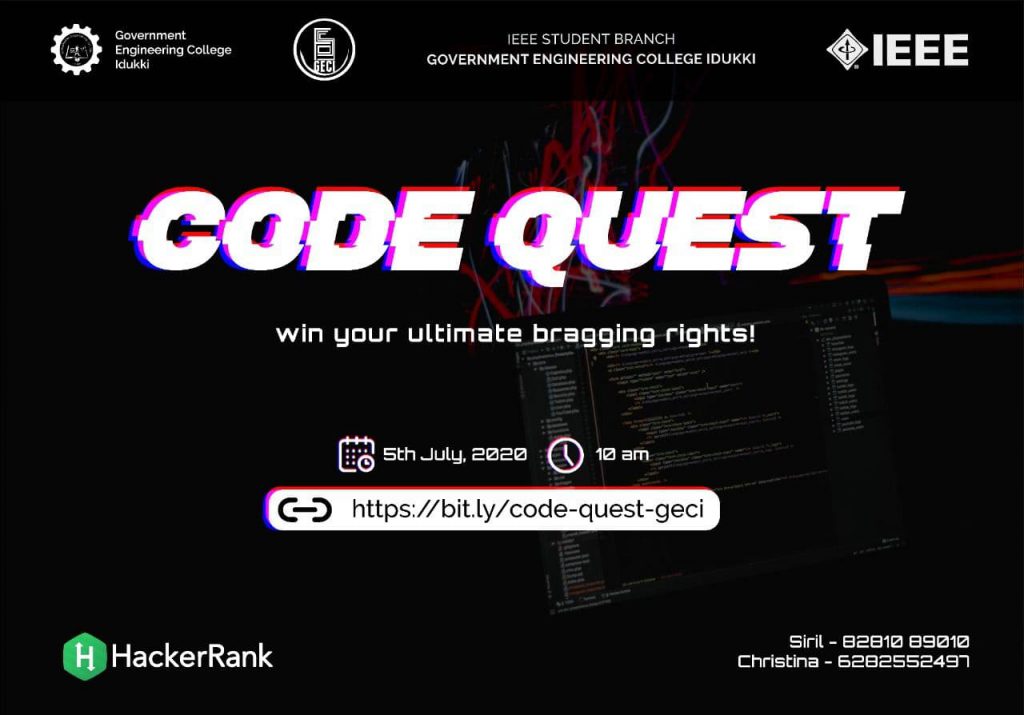 Government
Engineering College
Idukki
GECI
IEEE STUDENT BRANCH
GOVERNMENT ENGINEERING COLLEGE IDUKKI
IEEE
CODE QUEST
win your ultimate bragging rights!
5th July, 2020
10 am
https://bit.ly/code-quest-geci
HackerRank
Siril - 82810 89010
Christina - 6282552497